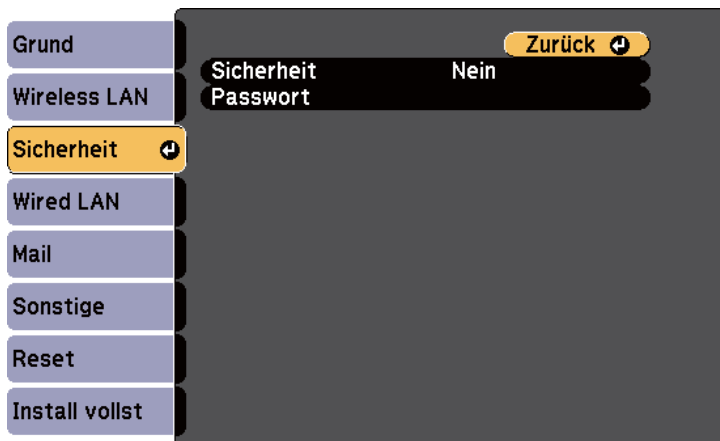 Grund
Wireless LAN
Sicherheit
Wired LAN
Mail
Sonstige
Reset
Install vollst
Zurück
Sicherheit Nein
Passwort